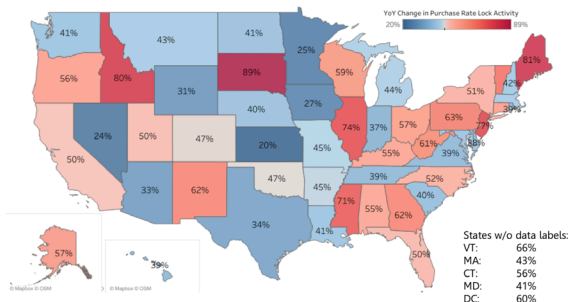 YoY Change in Purchase Rate Lock Activity
20% 89%
41% 43% 41% 25% 81%
56% 80% 89% 59% 44% 51% 42%
31% 27% 39%
24% 50% 47% 40% 74% 37% 57% 63% 77%
50% 20% 45% 55% 61% 39% 38%
33% 62% 47% 45% 39% 52%
34% 71% 55% 62% 40%
41% 50%
57% 39%
© Mapbox © OSM © Mapbox © OSM
States w/o data labels:
VT: 66%
MA: 43%
CT: 56%
MD: 41%
DC: 60%